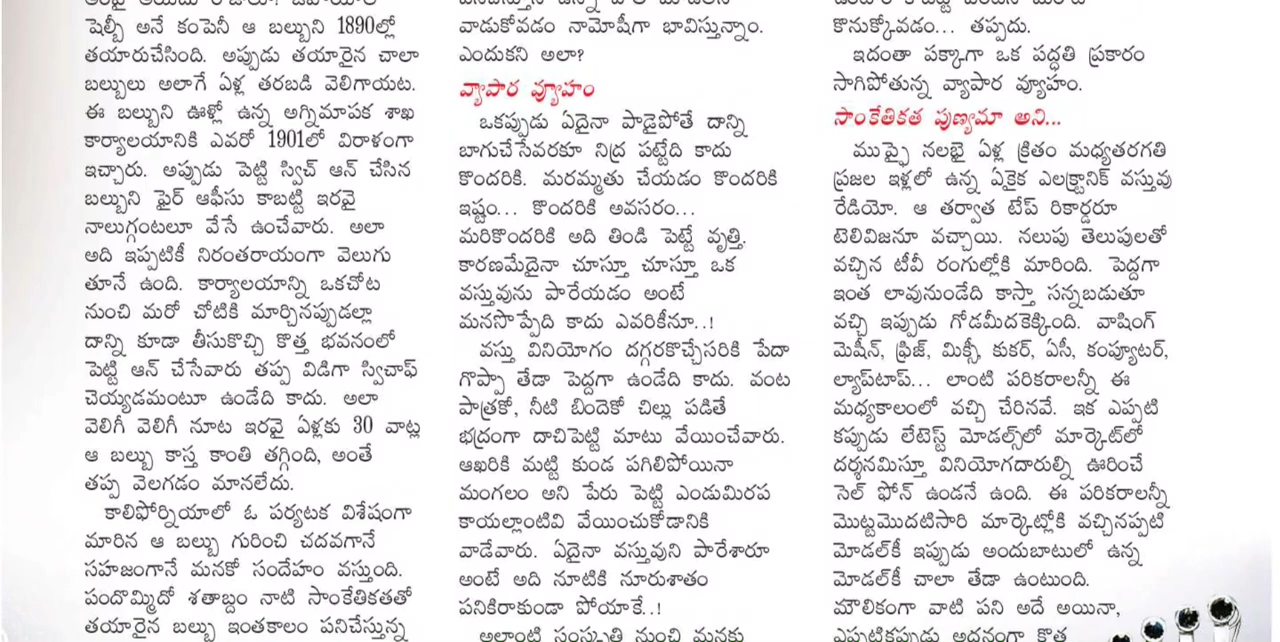 షెల్బీ అనే కంపెనీ ఆ బల్బుని 1890ల్లో
తయారుచేసింది. అప్పుడు తయారైన చాలా
బల్బులు అలాగే ఏళ్ల తరబడి వెలిగాయట.
ఈ బల్బుని ఊళ్లో ఉన్న అగ్నిమాపక శాఖ
కార్యాలయానికి ఎవరో 1901లో విరాళంగా
ఇచ్చారు. అప్పుడు పెట్టి స్విచ్ ఆన్ చేసిన
బల్బుని ఫైర్ ఆఫీసు కాబట్టి ఇరవై
నాలుగ్గంటలూ వేసే ఉంచేవారు. అలా
అది ఇప్పటికీ నిరంతరాయంగా వెలుగు
తూనే ఉంది. కార్యాలయాన్ని ఒకచోట
నుంచి మరో చోటికి మార్చినప్పుడల్లా
దాన్ని కూడా తీసుకొచ్చి కొత్త భవనంలో
పెట్టి ఆన్ చేసేవారు తప్ప విడిగా స్విచాఫ్
చెయ్యడమంటూ ఉండేది కాదు. అలా
వెలిగీ వెలిగీ నూట ఇరవై ఏళ్లకు 30 వాట్ల
ఆ బల్బు కాస్త కాంతి తగ్గింది, అంతే
తప్ప వెలగడం మానలేదు.
కాలిఫోర్నియాలో ఓ పర్యటక విశేషంగా
మారిన ఆ బల్బు గురించి చదవగానే
సహజంగానే మనకో సందేహం వస్తుంది.
పందొమ్మిదో శతాబ్దం నాటి సాంకేతికతతో
తయారైన బల్బు ఇంతకాలం పనిచేస్తున్న
వాడుకోవడం నామోషీగా భావిస్తున్నాం.
ఎందుకని అలా?
వ్యాపార వ్యూహం
ఒకప్పుడు ఏదైనా పాడైపోతే దాన్ని
బాగుచేసేవరకూ నిద్ర పట్టేది కాదు
కొందరికి. మరమ్మతు చేయడం కొందరికి
ఇష్టం... కొందరికి అవసరం...
మరికొందరికి అది తిండి పెట్టే వృత్తి.
కారణమేదైనా చూస్తూ చూస్తూ ఒక
వస్తువును పారేయడం అంటే
మనసొప్పేది కాదు ఎవరికీనూ..!
వస్తు వినియోగం దగ్గరకొచ్చేసరికి పేదా
గొప్పా తేడా పెద్దగా ఉండేది కాదు. వంట
పాత్రకో, నీటి బిందెకో చిల్లు పడితే
భద్రంగా దాచిపెట్టి మాటు వేయించేవారు.
ఆఖరికి మట్టి కుండ పగిలిపోయినా
మంగలం అని పేరు పెట్టి ఎండుమిరప
కాయల్లాంటివి వేయించుకోడానికి
వాడేవారు. ఏదైనా వస్తువుని పారేశారూ
అంటే అది నూటికి నూరుశాతం
పనికిరాకుండా పోయాకే..!
అలాంటి సంస్కృతి నుంచి మనకు
కొనుక్కోవడం... తప్పదు.
ఇదంతా పక్కాగా ఒక పద్ధతి ప్రకారం
సాగిపోతున్న వ్యాపార వ్యూహం.
సాంకేతికత పుణ్యమా అని...
ముప్ఫై నలభై ఏళ్ల క్రితం మధ్యతరగతి
ప్రజల ఇళ్లలో ఉన్న ఏకైక ఎలక్ట్రానిక్ వస్తువు
రేడియో. ఆ తర్వాత టేప్ రికార్డరూ
టెలివిజనూ వచ్చాయి. నలుపు తెలుపులతో
వచ్చిన టీవీ రంగుల్లోకి మారింది. పెద్దగా
ఇంత లావునుండేది కాస్తా సన్నబడుతూ
వచ్చి ఇప్పుడు గోడమీదకెక్కింది. వాషింగ్
మెషీన్, ఫ్రిజ్, మిక్సీ, కుకర్, ఏసీ, కంప్యూటర్,
ల్యాప్‌టాప్... లాంటి పరికరాలన్నీ ఈ
మధ్యకాలంలో వచ్చి చేరినవే. ఇక ఎప్పటి
కప్పుడు లేటెస్ట్ మోడల్స్‌లో మార్కెట్‌లో
దర్శనమిస్తూ వినియోగదారుల్ని ఊరించే
సెల్ ఫోన్ ఉండనే ఉంది. ఈ పరికరాలన్నీ
మొట్టమొదటిసారి మార్కెట్లోకి వచ్చినప్పటి
మోడల్‌కీ ఇప్పుడు అందుబాటులో ఉన్న
మోడల్‌కీ చాలా తేడా ఉంటుంది.
మౌలికంగా వాటి పని అదే అయినా,
ఎప్పటికప్పుడు అదనంగా కొత్త